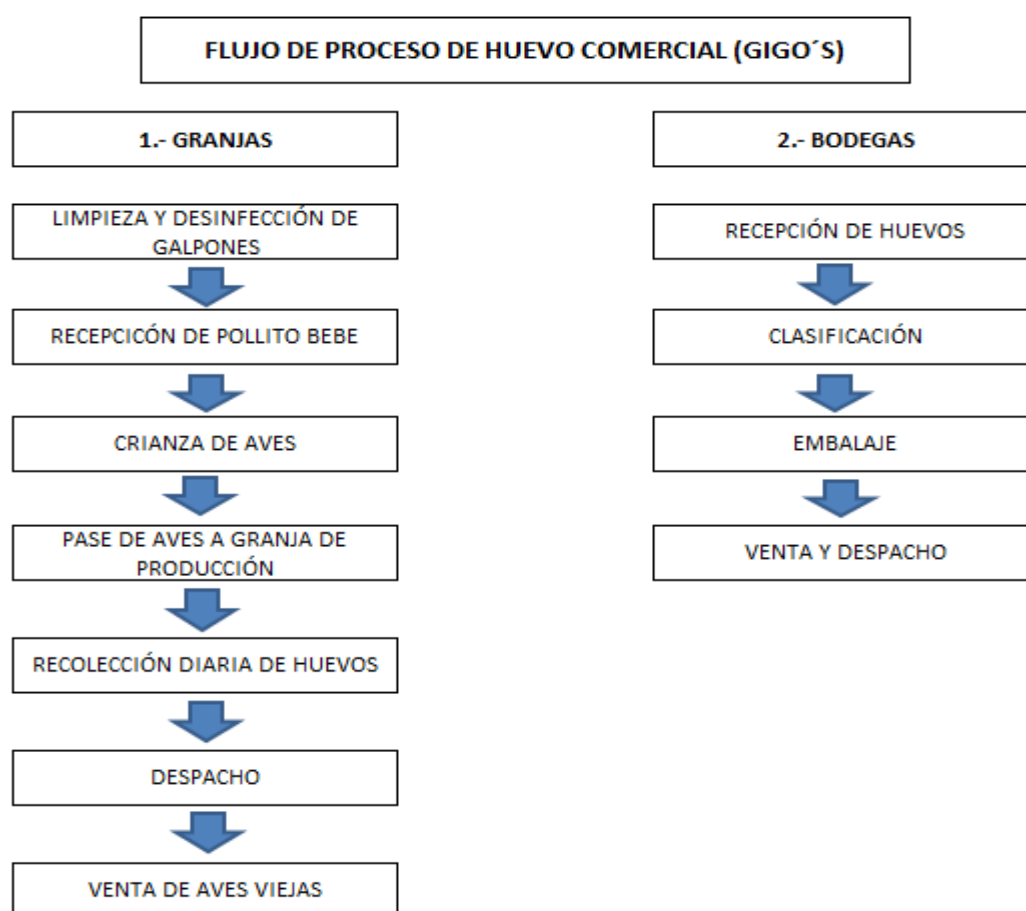 FLUJO DE PROCESO DE HUEVO COMERCIAL (GIGO´S)
1.- GRANJAS
LIMPIEZA Y DESINFECCIÓN DE
GALPONES
RECEPCICÓN DE POLLITO BEBE
CRIANZA DE AVES
PASE DE AVES A GRANJA DE
PRODUCCIÓN
RECOLECCIÓN DIARIA DE HUEVOS
DESPACHO
VENTA DE AVES VIEJAS
2.- BODEGAS
RECEPCIÓN DE HUEVOS
CLASIFICACIÓN
EMBALAJE
VENTA Y DESPACHO